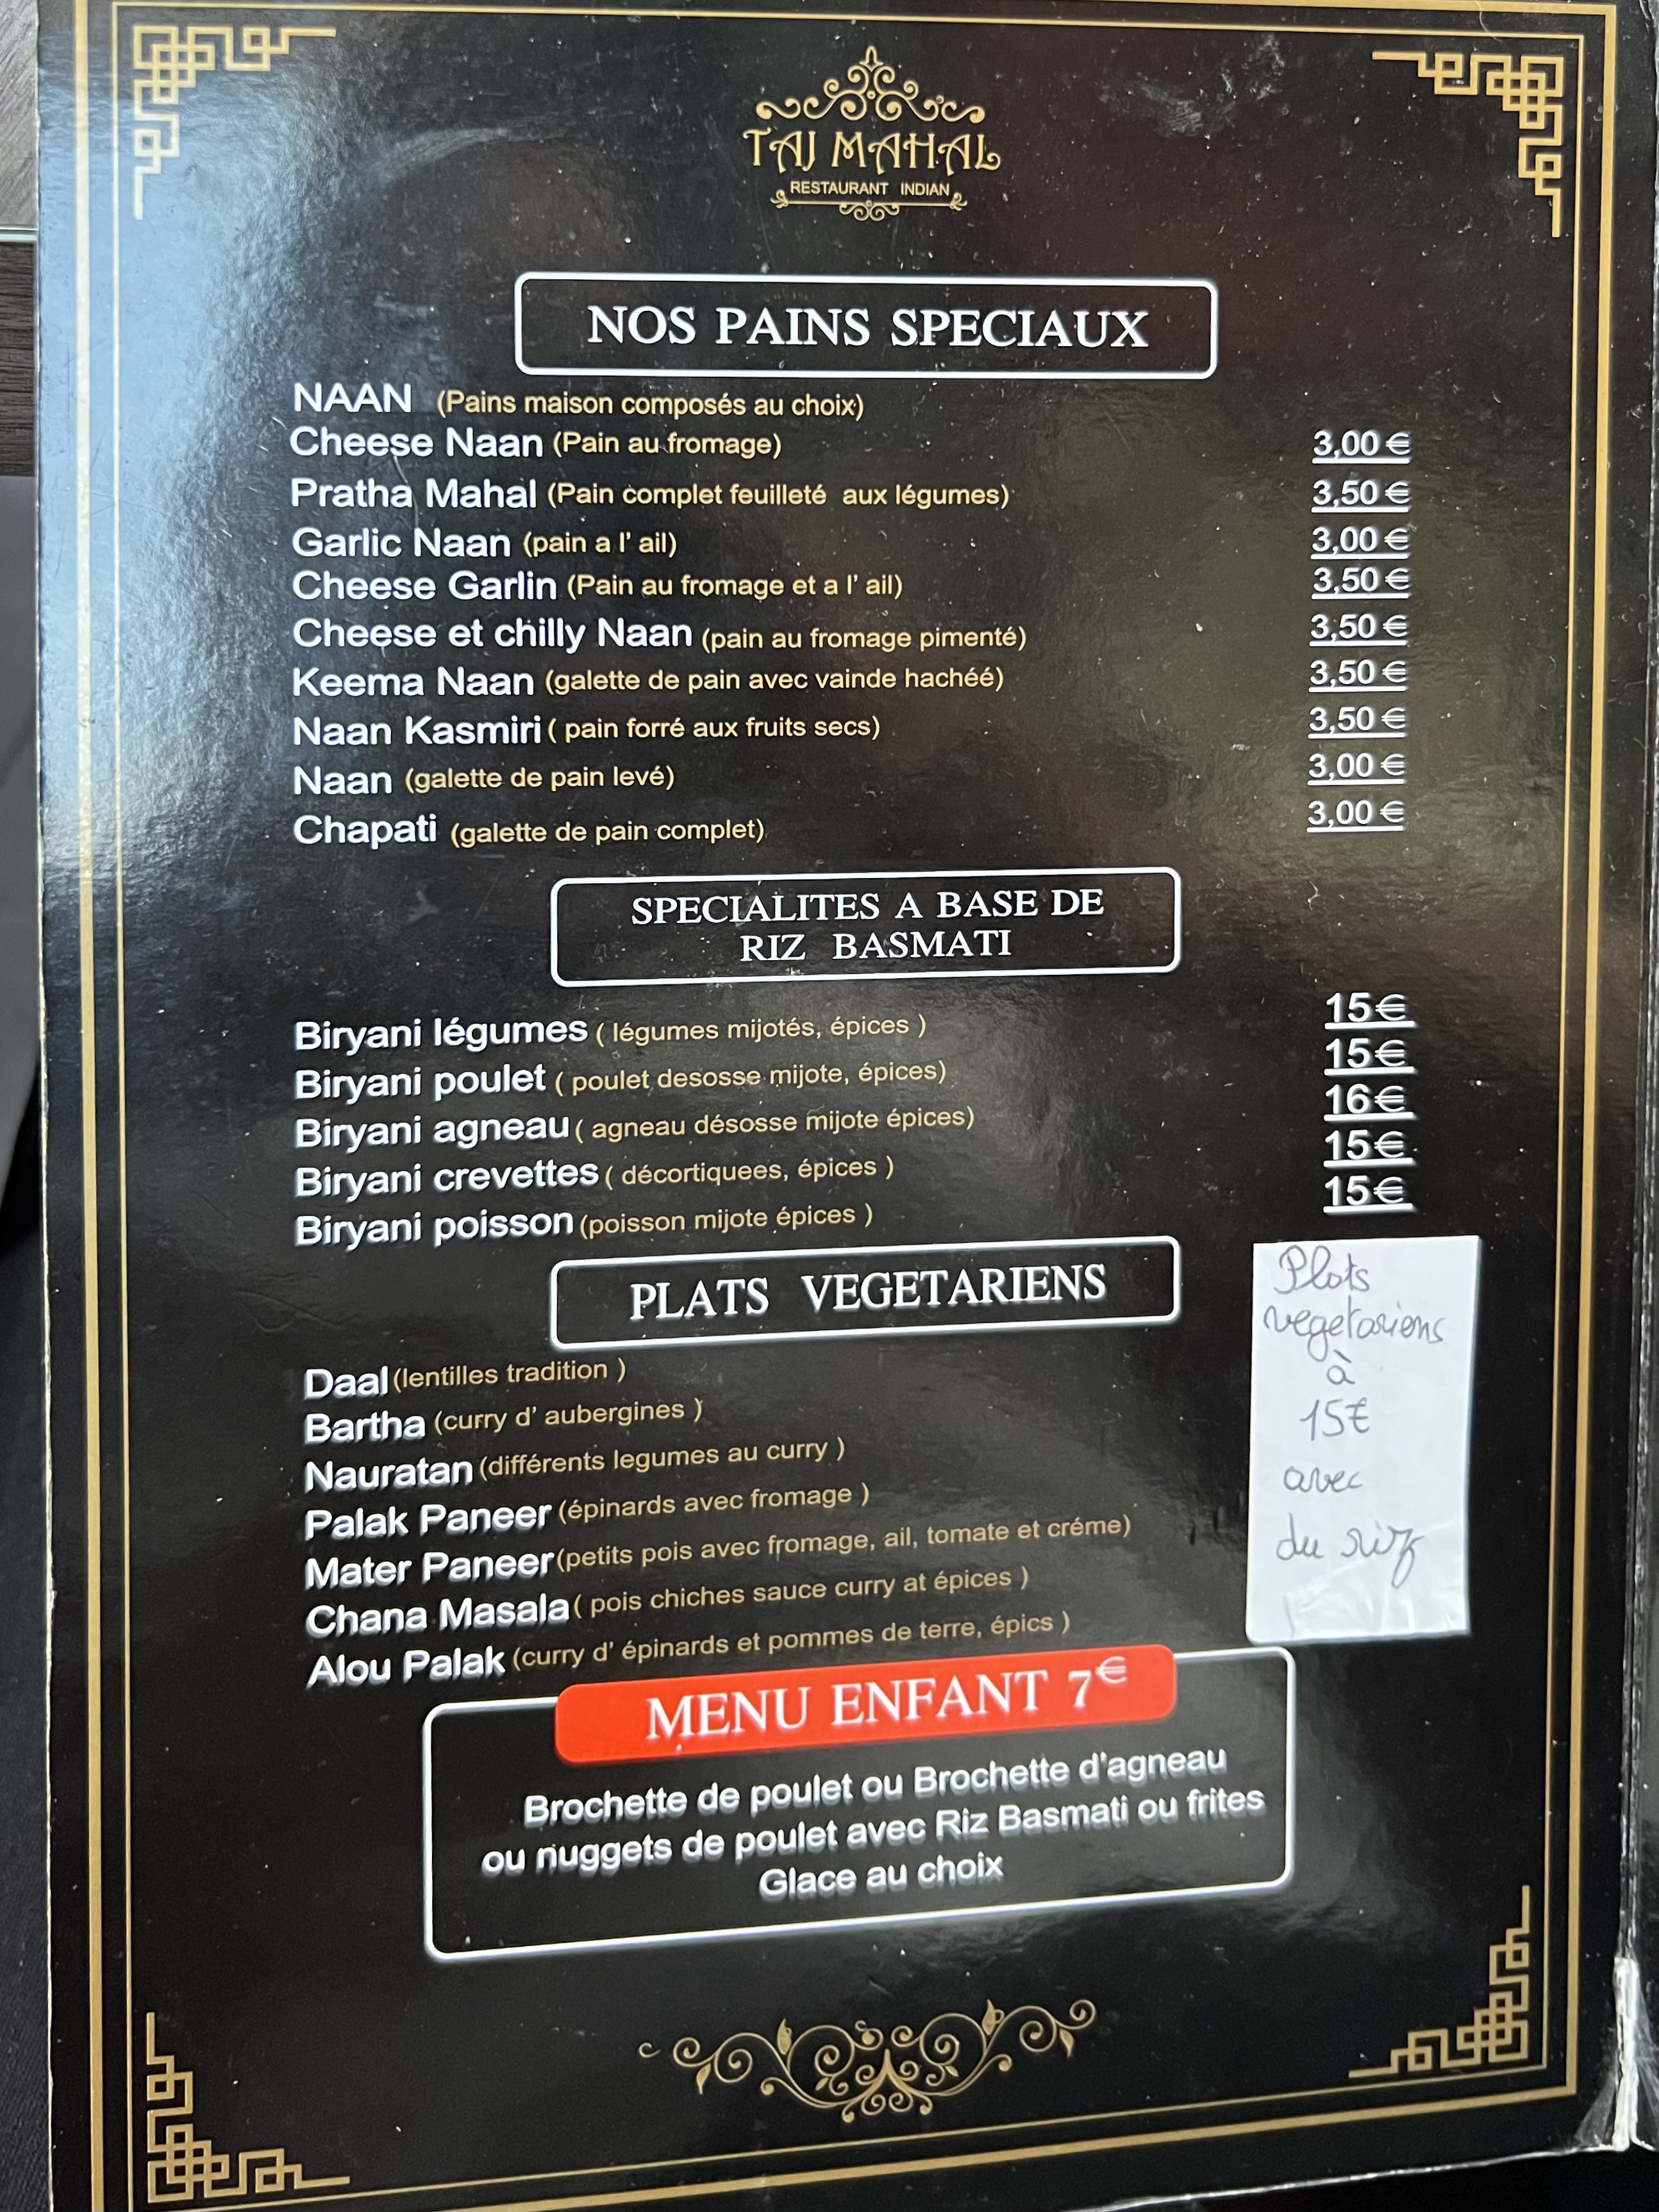 TAJ MAHAL
RESTAURANT INDIAN
NOS PAINS SPECIAUX
NAAN (Pains maison composés au choix)
Cheese Naan (Pain au fromage) 3,00 €
Pratha Mahal (Pain complet feuilleté aux légumes) 3,50 €
Garlic Naan (pain a l' ail) 3,00 €
Cheese Garlin (Pain au fromage et a l' ail) 3,50 €
Cheese et chilly Naan (pain au fromage pimenté) 3,50 €
Keema Naan (galette de pain avec vainde hachéé) 3,50 €
Naan Kasmiri ( pain forré aux fruits secs) 3,50 €
Naan (galette de pain levé) 3,00 €
Chapati (galette de pain complet) 3,00 €
SPECIALITES A BASE DE
RIZ BASMATI
Biryani légumes ( légumes mijotés, épices ) 15€
Biryani poulet ( poulet desosse mijote, épices) 15€
Biryani agneau ( agneau désosse mijote épices) 16€
Biryani crevettes ( décortiquees, épices ) 15€
Biryani poisson (poisson mijote épices ) 15€
PLATS VEGETARIENS
Daal (lentilles tradition )
Bartha (curry d' aubergines )
Nauratan (différents legumes au curry )
Palak Paneer (épinards avec fromage )
Mater Paneer (petits pois avec fromage, ail, tomate et créme)
Chana Masala ( pois chiches sauce curry at épices )
Alou Palak (curry d' épinards et pommes de terre, épics )
Plats
vegetariens
à
15€
avec
du riz
MENU ENFANT 7€
Brochette de poulet ou Brochette d'agneau
ou nuggets de poulet avec Riz Basmati ou frites
Glace au choix